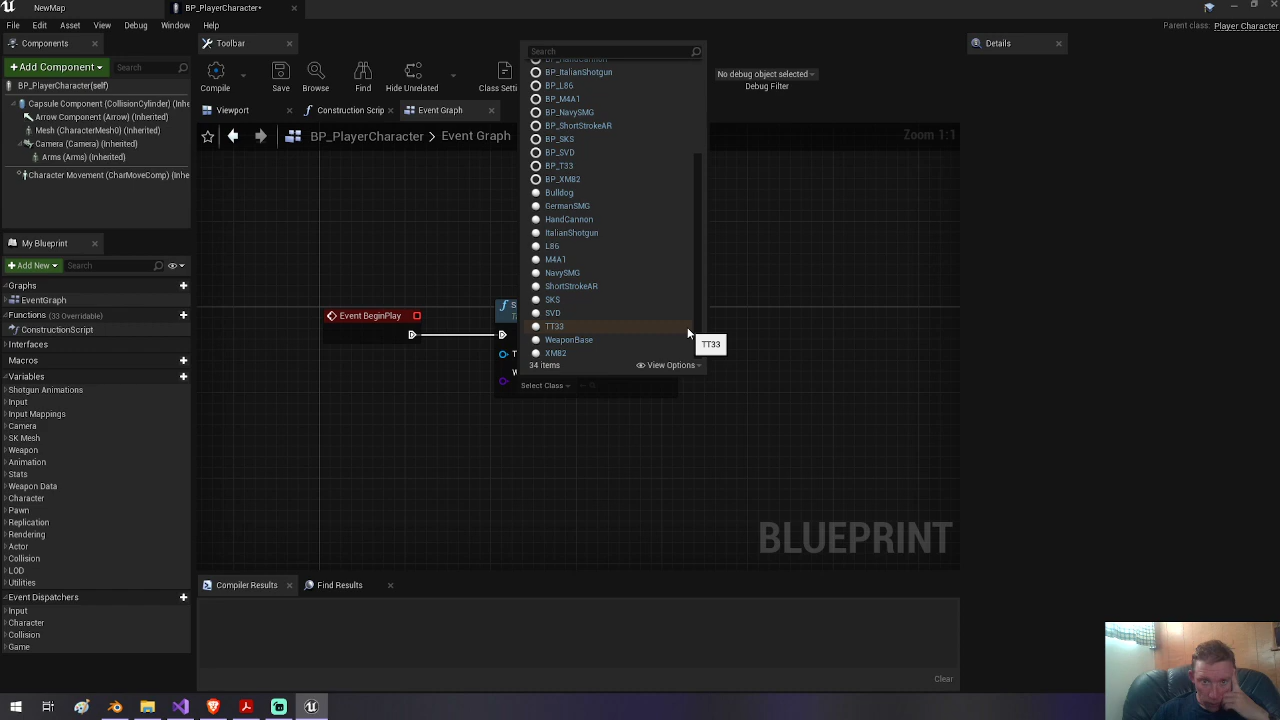 NewMap
BP_PlayerCharacter*
File
Edit
Asset
View
Debug
Window
Help
Parent class: Player Character
Components
Toolbar
Details
+ Add Component
Search
BP_PlayerCharacter(self)
Capsule Component (CollisionCylinder) (Inhe
Arrow Component (Arrow) (Inherited)
Mesh (CharacterMesh0) (Inherited)
Camera (Camera) (Inherited)
Arms (Arms) (Inherited)
Character Movement (CharMoveComp) (Inhe
Compile
Save
Browse
Find
Hide Unrelated
Class Setti
No debug object selected
Debug Filter
Viewport
Construction Scrip
Event Graph
BP_PlayerCharacter
Event Graph
Zoom 1:1
Search
BP_HandCannon
BP_ItalianShotgun
BP_L86
BP_M4A1
BP_NavySMG
BP_ShortStrokeAR
BP_SKS
BP_SVD
BP_T33
BP_XM82
Bulldog
GermanSMG
HandCannon
ItalianShotgun
L86
M4A1
NavySMG
ShortStrokeAR
SKS
SVD
TT33
WeaponBase
XM82
34 items
View Options
TT33
Event BeginPlay
S
T
W
Select Class
BLUEPRINT
My Blueprint
+ Add New
Search
Graphs
EventGraph
Functions (33 Overridable)
ConstructionScript
Interfaces
Macros
Variables
Shotgun Animations
Input
Input Mappings
Camera
SK Mesh
Weapon
Animation
Stats
Weapon Data
Character
Pawn
Replication
Rendering
Actor
Collision
LOD
Utilities
Event Dispatchers
Input
Character
Collision
Game
Compiler Results
Find Results
Clear